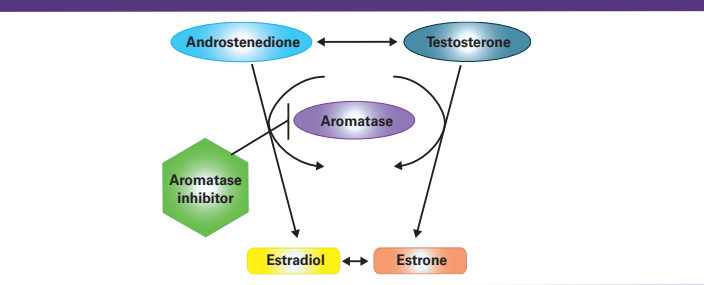 Androstenedione
Testosterone
Aromatase
Aromatase
inhibitor
Estradiol
Estrone